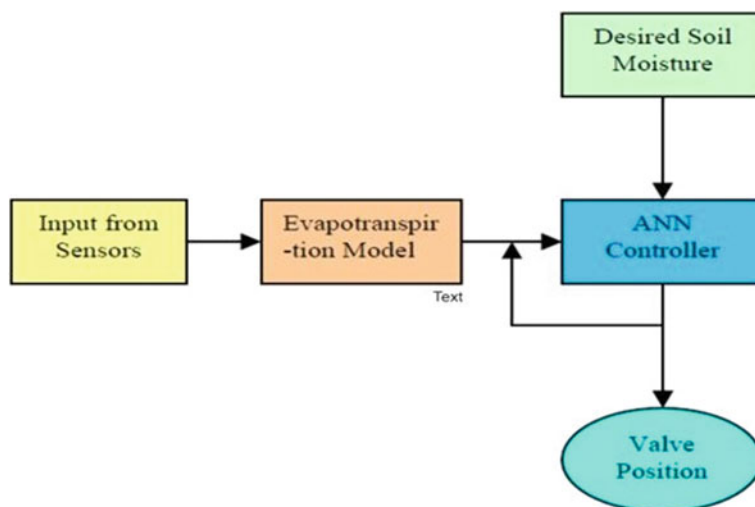 Desired Soil
Moisture
Input from
Sensors
Evapotranspir
-tion Model
ANN
Controller
Text
Valve
Position